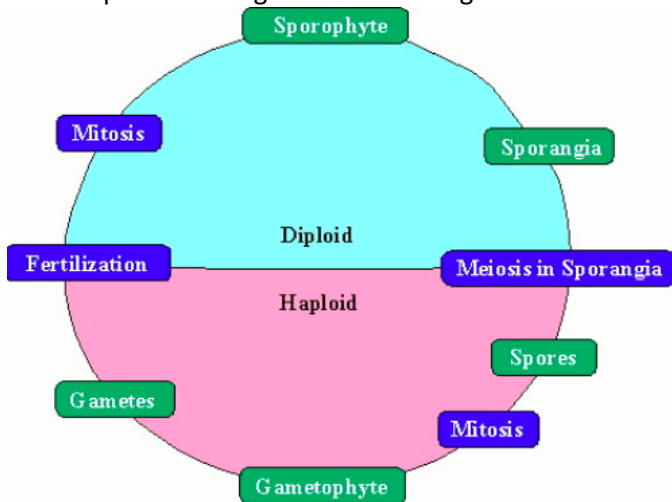 Sporophyte
Mitosis
Sporangia
Diploid
Fertilization
Meiosis in Sporangia
Haploid
Spores
Gametes
Mitosis
Gametophyte